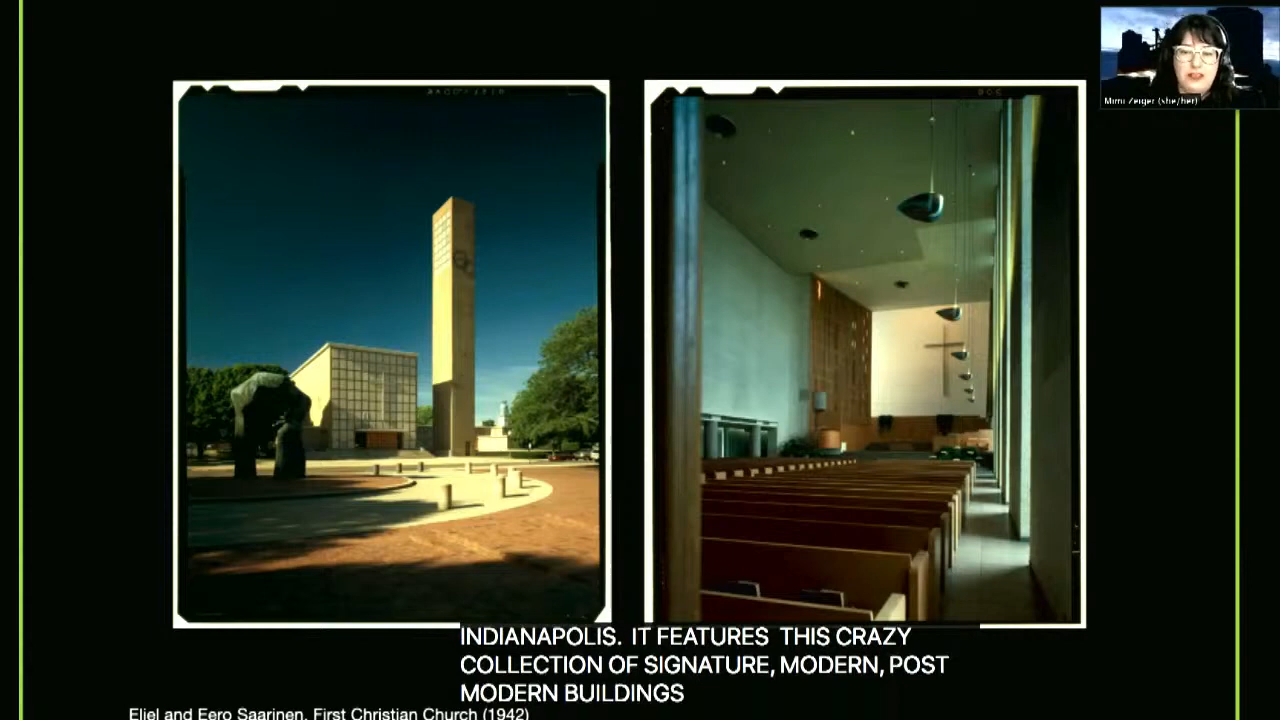 Mimi Zeiger (she/her)
INDIANAPOLIS. IT FEATURES THIS CRAZY
COLLECTION OF SIGNATURE, MODERN, POST
MODERN BUILDINGS
Eliel and Eero Saarinen, First Christian Church (1942)